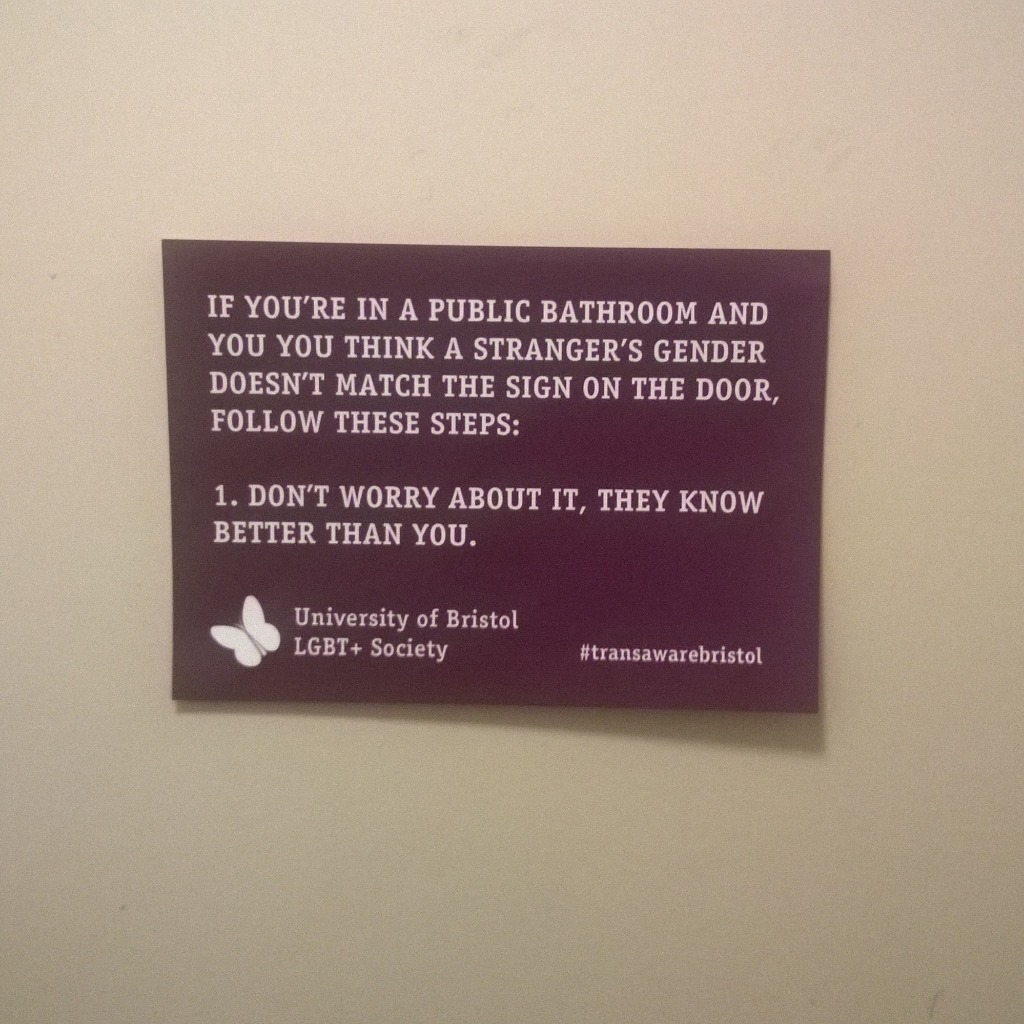 IF YOU'RE IN A PUBLIC BATHROOM AND
YOU YOU THINK A STRANGER'S GENDER
DOESN'T MATCH THE SIGN ON THE DOOR,
FOLLOW THESE STEPS:
1. DON'T WORRY ABOUT IT, THEY KNOW
BETTER THAN YOU.
University of Bristol
LGBT+ Society
#transawarebristol